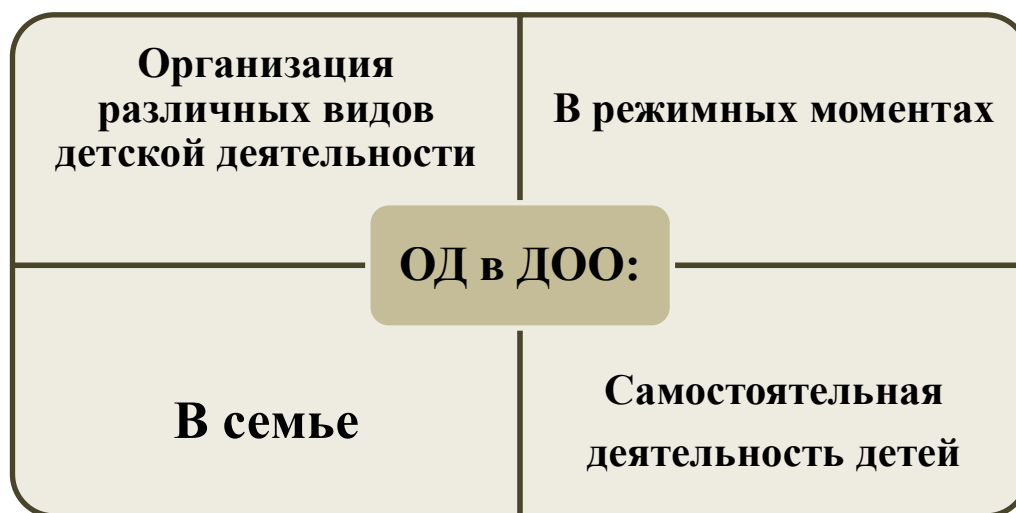 Организация
различных видов
детской деятельности
В режимных моментах
ОД в ДОО:
В семье
Самостоятельная
деятельность детей